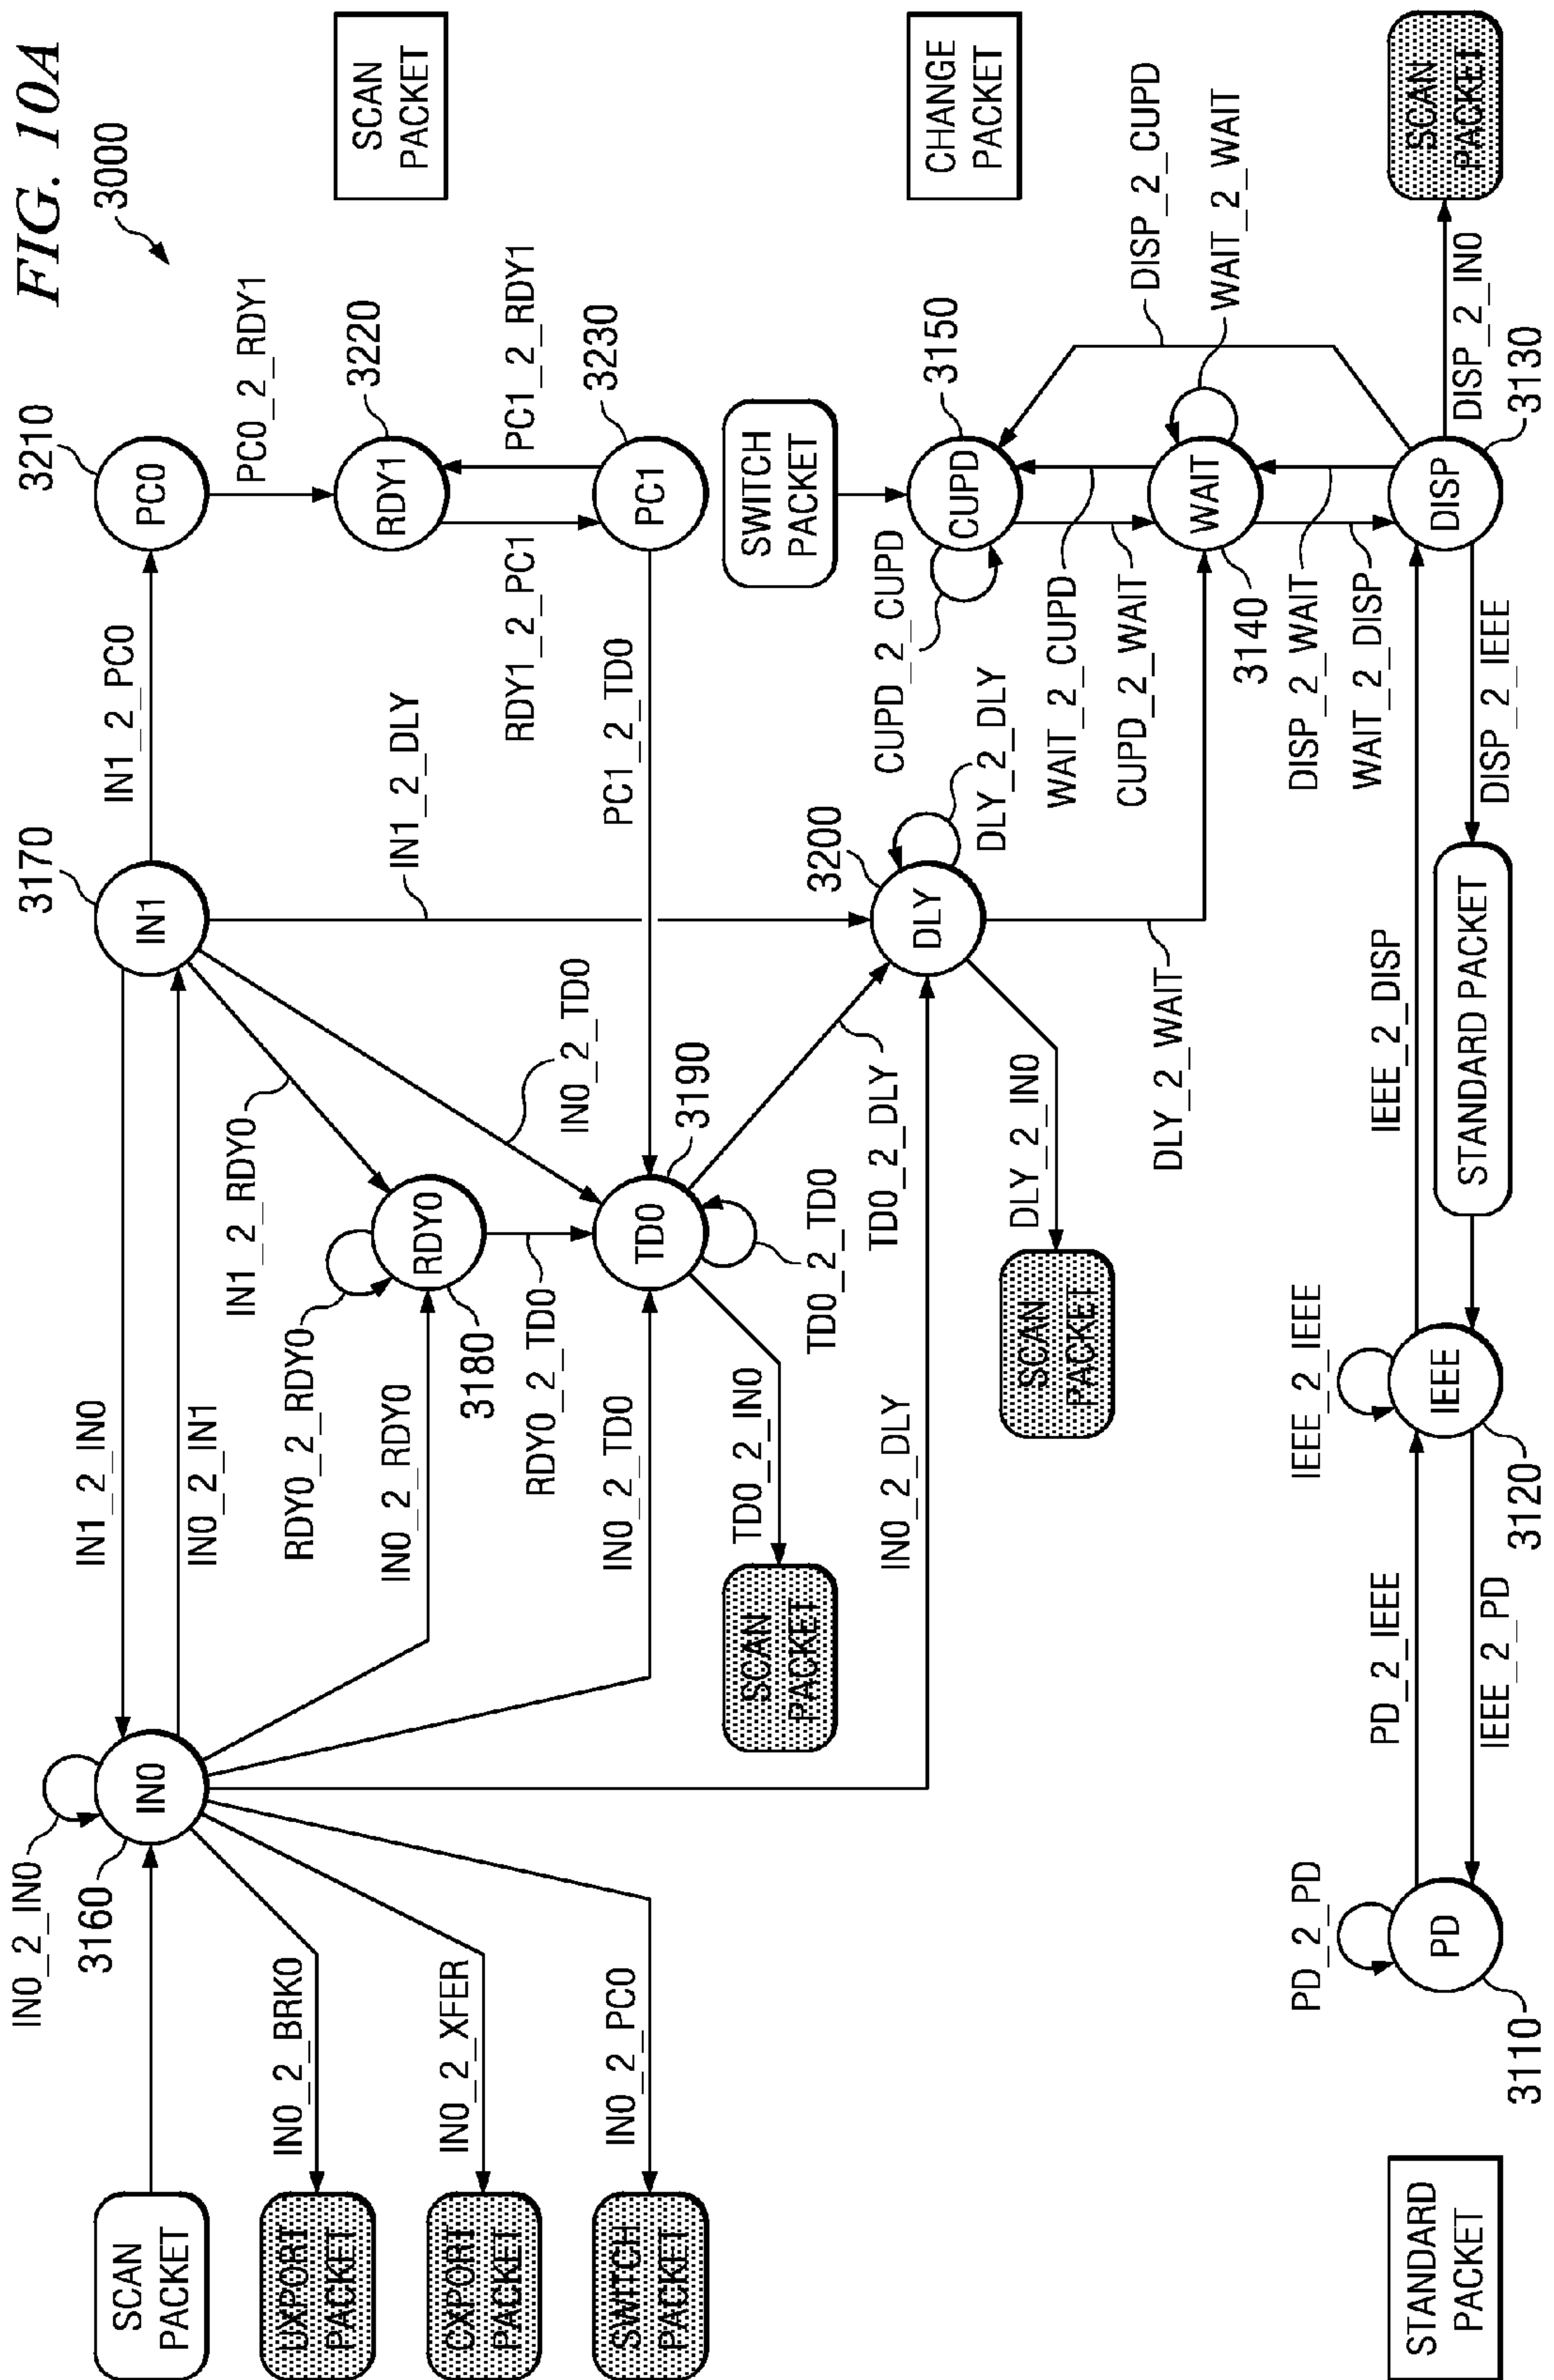 FIG. 10A
3000
SCAN
PACKET
IN0_2_IN0
3160
IN0
IN1_2_IN0
IN0_2_IN1
3170
IN1
IN1_2_PC0
3210
PC0
PC0_2_RDY1
SCAN
PACKET
UXPORT
PACKET
IN0_2_BRK0
CXPORT
PACKET
IN0_2_XFER
SWITCH
PACKET
IN0_2_PC0
RDY0_2_RDY0
IN1_2_RDY0
IN0_2_RDY0
RDY0
3180
RDY0_2_TD0
IN0_2_TD0
IN0_2_TD0
TD0
3190
TD0_2_TD0
TD0_2_IN0
SCAN
PACKET
IN1_2_DLY
3220
RDY1
PC1_2_RDY1
RDY1_2_PC1
3230
PC1
PC1_2_TD0
IN0_2_DLY
TD0_2_DLY
3200
DLY
DLY_2_DLY
DLY_2_IN0
SCAN
PACKET
DLY_2_WAIT
SWITCH
PACKET
CHANGE
PACKET
CUPD_2_CUPD
CUPD
3150
WAIT_2_CUPD
CUPD_2_WAIT
DISP_2_CUPD
WAIT_2_WAIT
WAIT
3140
DISP_2_WAIT
WAIT_2_DISP
STANDARD
PACKET
PD_2_PD
PD
3110
PD_2_IEEE
IEEE_2_PD
IEEE_2_IEEE
IEEE
3120
IEEE_2_DISP
STANDARD PACKET
DISP_2_IEEE
DISP
3130
DISP_2_IN0
SCAN
PACKET